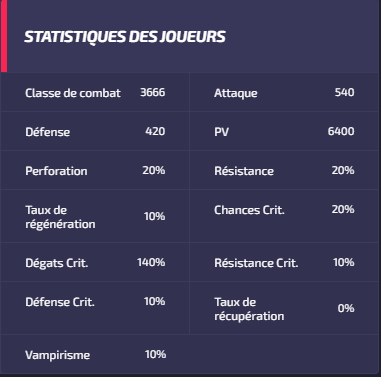 STATISTIQUES DES JOUEURS
Classe de combat 3666 Attaque 540
Défense 420 PV 6400
Perforation 20% Résistance 20%
Taux de
régénération 10% Chances Crit. 20%
Dégats Crit. 140% Résistance Crit. 10%
Défense Crit. 10% Taux de
récupération 0%
Vampirisme 10%